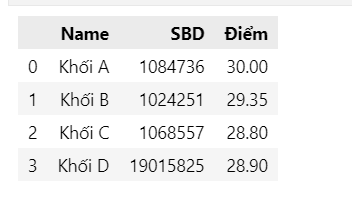 Name SBD Điểm
0 Khối A 1084736 30.00
1 Khối B 1024251 29.35
2 Khối C 1068557 28.80
3 Khối D 19015825 28.90